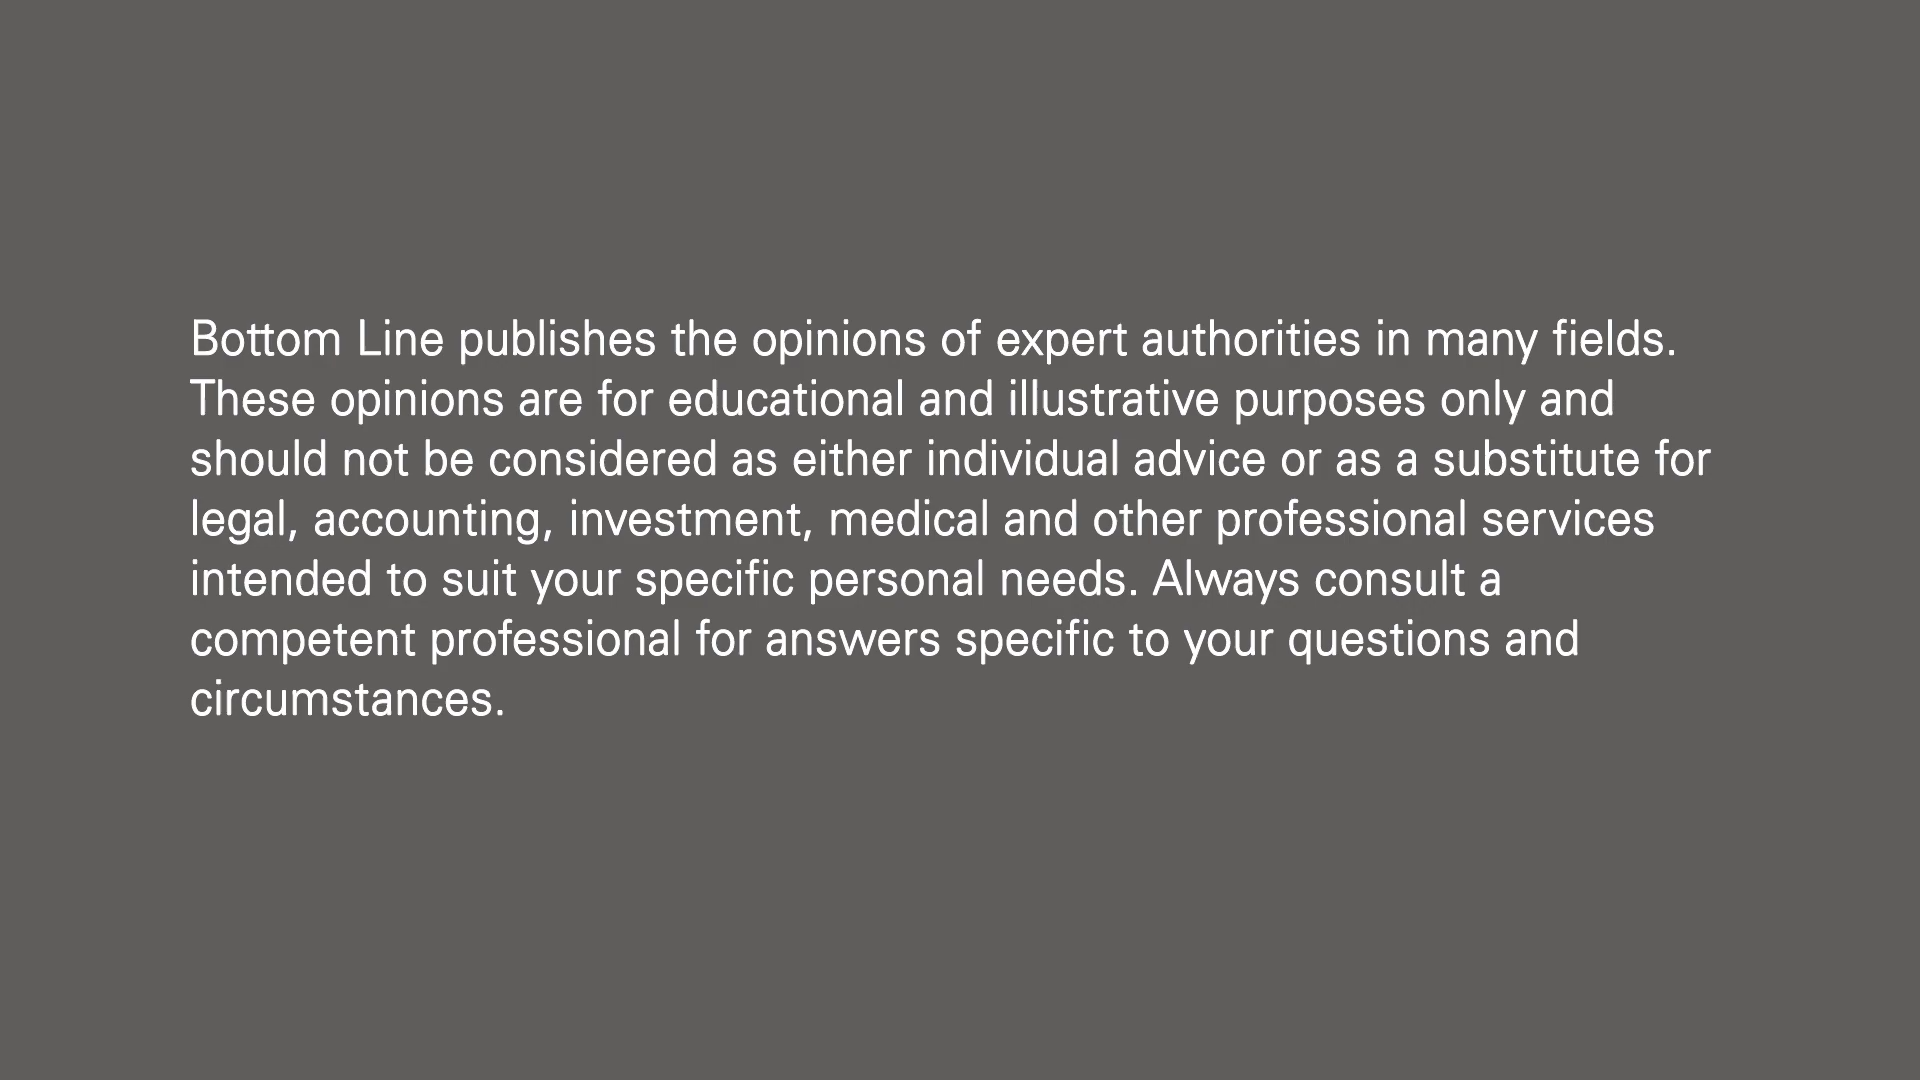 Bottom Line publishes the opinions of expert authorities in many fields.
These opinions are for educational and illustrative purposes only and
should not be considered as either individual advice or as a substitute for
legal, accounting, investment, medical and other professional services
intended to suit your specific personal needs. Always consult a
competent professional for answers specific to your questions and
circumstances.